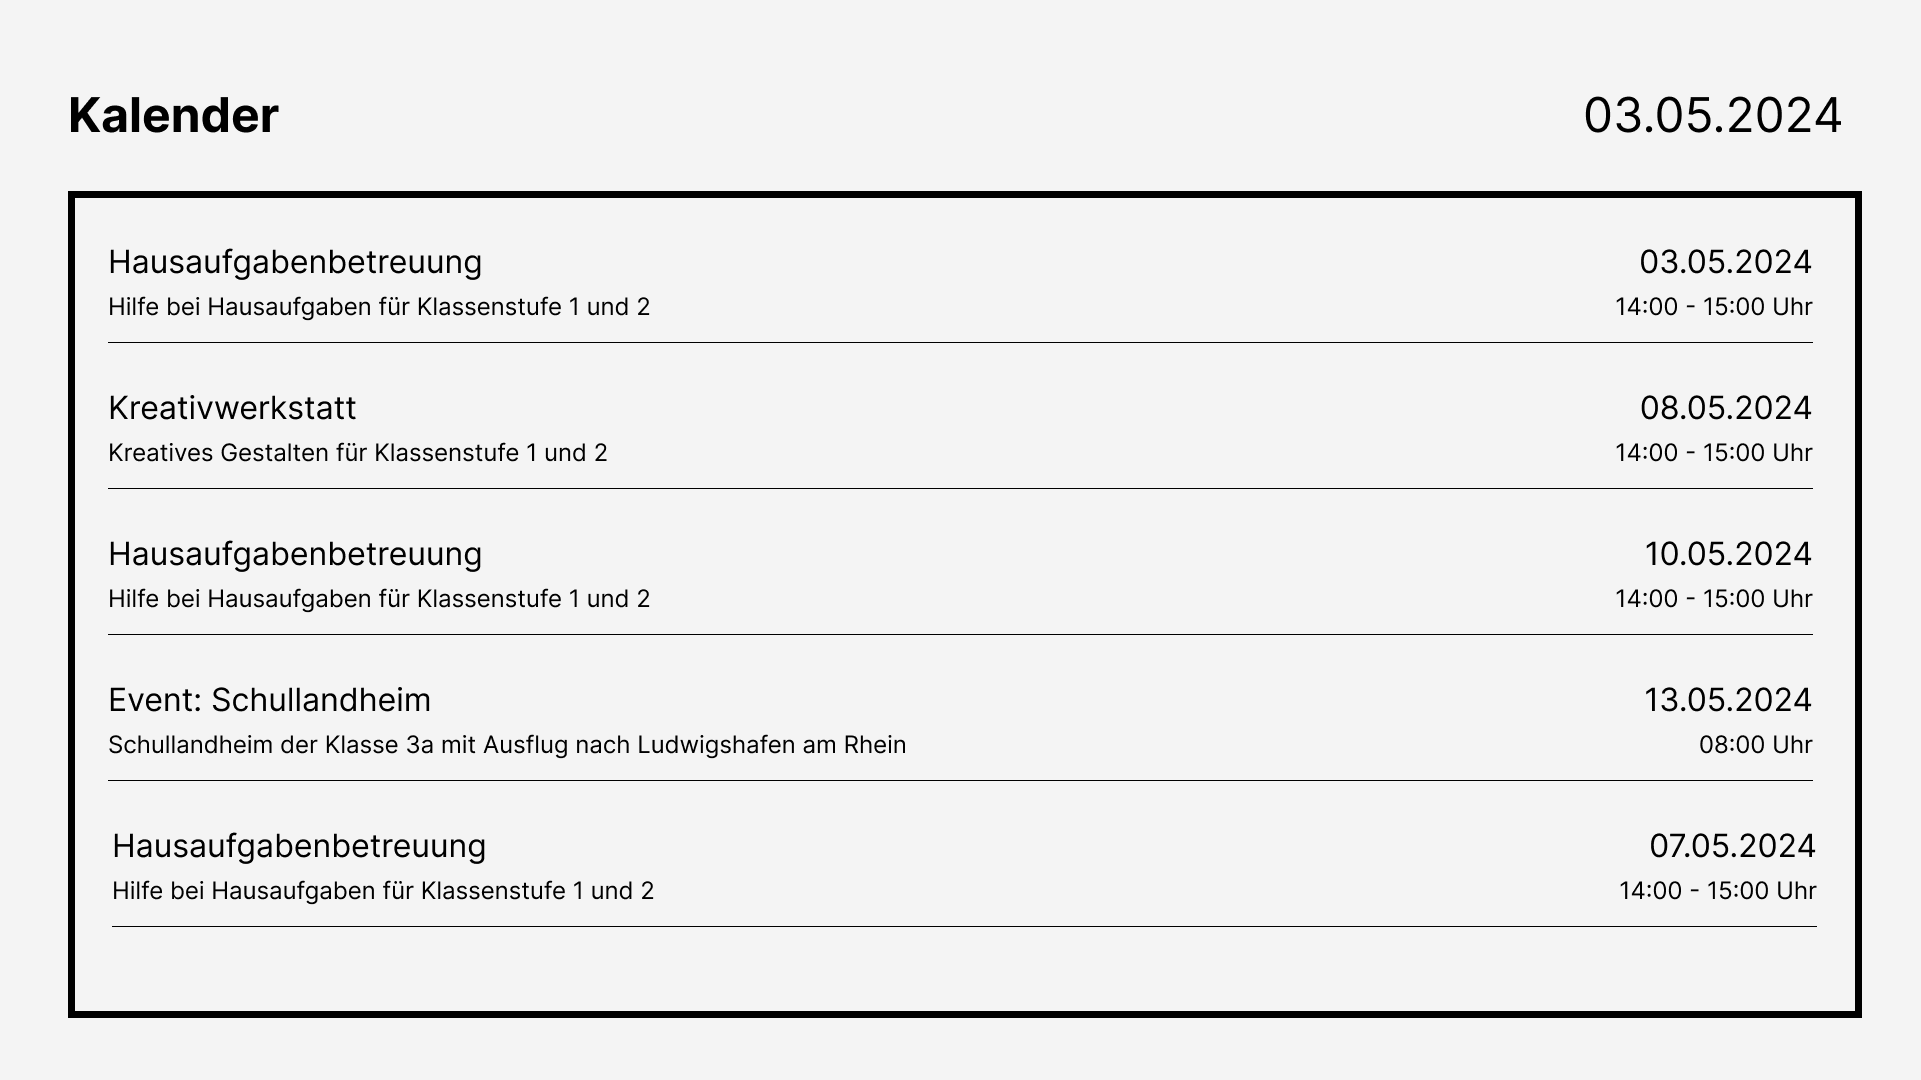 Kalender
03.05.2024
Hausaufgabenbetreuung
03.05.2024
Hilfe bei Hausaufgaben für Klassenstufe 1 und 2
14:00 - 15:00 Uhr
Kreativwerkstatt
08.05.2024
Kreatives Gestalten für Klassenstufe 1 und 2
14:00 - 15:00 Uhr
Hausaufgabenbetreuung
10.05.2024
Hilfe bei Hausaufgaben für Klassenstufe 1 und 2
14:00 - 15:00 Uhr
Event: Schullandheim
13.05.2024
Schullandheim der Klasse 3a mit Ausflug nach Ludwigshafen am Rhein
08:00 Uhr
Hausaufgabenbetreuung
07.05.2024
Hilfe bei Hausaufgaben für Klassenstufe 1 und 2
14:00 - 15:00 Uhr